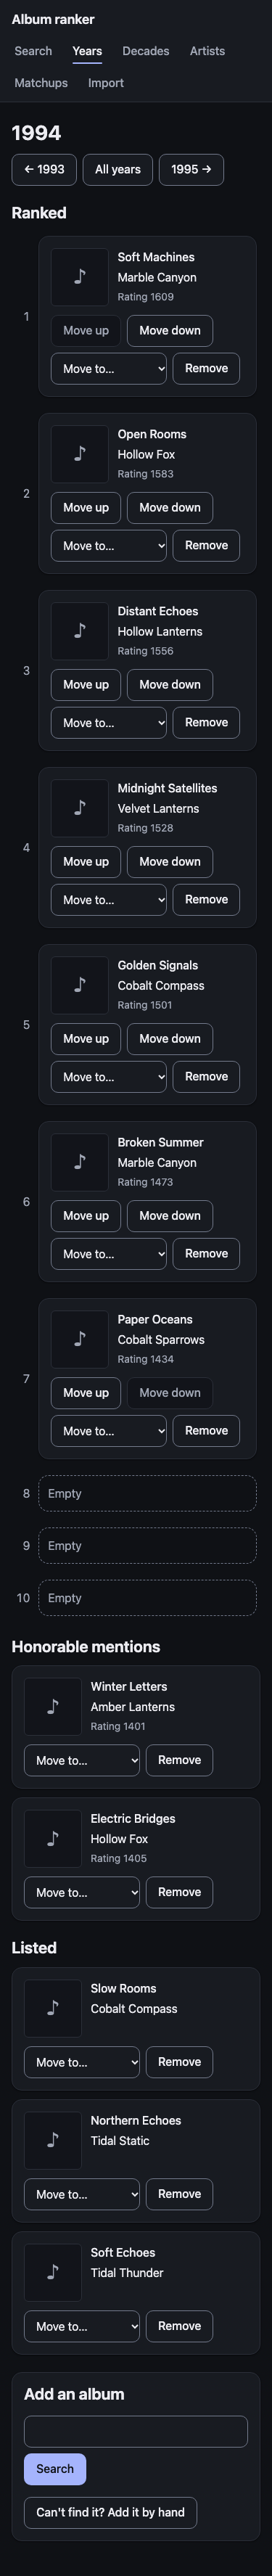 Album ranker
Search Years Decades Artists
Matchups Import
1994
← 1993 All years 1995 →
Ranked
1
Soft Machines
Marble Canyon
Rating 1609
Move up Move down
Move to... Remove
2
Open Rooms
Hollow Fox
Rating 1583
Move up Move down
Move to... Remove
3
Distant Echoes
Hollow Lanterns
Rating 1556
Move up Move down
Move to... Remove
4
Midnight Satellites
Velvet Lanterns
Rating 1528
Move up Move down
Move to... Remove
5
Golden Signals
Cobalt Compass
Rating 1501
Move up Move down
Move to... Remove
6
Broken Summer
Marble Canyon
Rating 1473
Move up Move down
Move to... Remove
7
Paper Oceans
Cobalt Sparrows
Rating 1434
Move up Move down
Move to... Remove
8 Empty
9 Empty
10 Empty
Honorable mentions
Winter Letters
Amber Lanterns
Rating 1401
Move to... Remove
Electric Bridges
Hollow Fox
Rating 1405
Move to... Remove
Listed
Slow Rooms
Cobalt Compass
Move to... Remove
Northern Echoes
Tidal Static
Move to... Remove
Soft Echoes
Tidal Thunder
Move to... Remove
Add an album
Search
Can't find it? Add it by hand